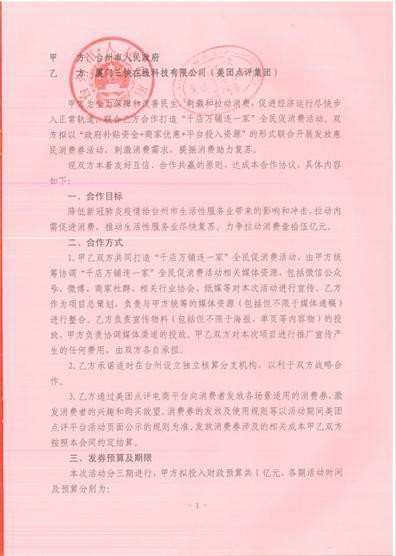 甲　方：台州市人民政府
乙　方：厦门三快在线科技有限公司（美团点评集团）
甲方为全力保障和改善民生、刺激和拉动消费，促进经济运行尽快步
入正常轨道，联合乙方合作打造“千店万铺连一家”全民促消费活动。双
方拟以“政府补贴资金+商家优惠+平台投入资源”的形式联合开展发放惠
民消费券活动，刺激消费需求，提振消费助力复苏。
现双方本着友好互信、合作共赢的原则，达成本合作协议，具体内容
如下：
一、合作目标
降低新冠肺炎疫情给台州市生活性服务业带来的影响和冲击，拉动内
需促进消费，推动生活性服务业尽快复苏。力争拉动消费壹拾伍亿元。
二、合作方式
1.甲乙双方共同打造“千店万铺连一家”全民促消费活动，由甲方统
筹协调“千店万铺连一家”全民促消费活动相关媒体资源，包括微信公众
号、微博、商家社群、相关行业协会、纸媒等对本次活动进行宣传。乙方
作为项目总策划，负责与甲方统筹的媒体资源（包括但不限于媒体通稿）
进行整合。乙方负责宣传物料（包括但不限于海报、单页等内容物）的投
放，甲方负责协调媒体渠道的投放。甲乙双方对本次项目进行推广宣传产
生的任何费用，由双方各自承担。
2.乙方承诺适时在台州设立独立核算分支机构，以利于双方战略合
作。
3.乙方通过美团点评电商平台向消费者发放各场景适用的消费券，激
发消费者的兴趣和购买欲望。消费券的发放及使用规则等以活动期间美团
点评平台活动页面公示的规则为准。发放消费券涉及的相关成本甲乙双方
按照本合同约定结算。
三、发券预算及期限
本次活动分三期进行，甲方拟投入财政预算共1亿元，各期活动时间
及预算分别为：
- 1 -